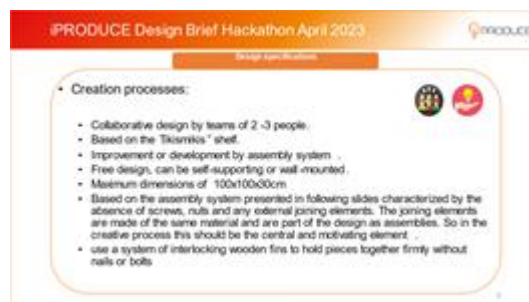 iPRODUCE Design Brief Hackathon April 2023
iPRODUCE
Design specifications
• Creation processes:
• Collaborative design by teams of 2 -3 people.
• Based on the Tikismikis " shelf.
• Improvement or development by assembly system .
• Free design, can be self-supporting or wall -mounted .
• Maximum dimensions of 100x100x30cm
• Based on the assembly system presented in following slides characterized by the
absence of screws, nuts and any external joining elements. The joining elements
are made of the same material and are part of the design as assemblies. So in the
creative process this should be the central and motivating element .
• use a system of interlocking wooden fins to hold pieces together firmly without
nails or bolts